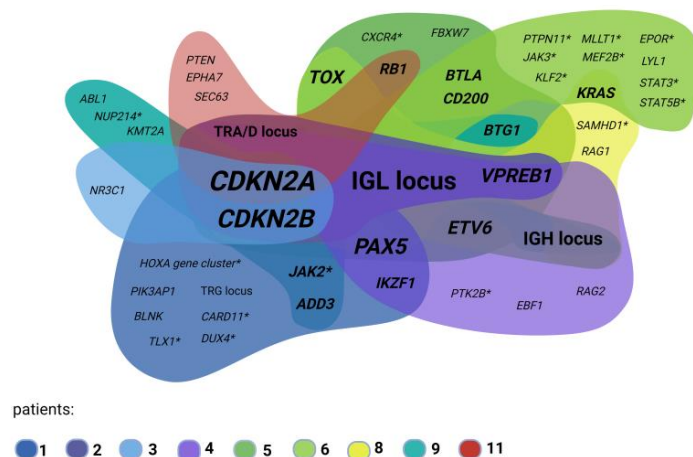 CXCR4* FBXW7
PTPN11* MLLT1* EPOR*
JAK3* MEF2B* LYL1
KLF2* STAT3*
KRAS STAT5B*
PTEN
EPHA7
SEC63
TOX RB1 BTLA
CD200
ABL1
NUP214*
KMT2A
TRA/D locus
BTG1
SAMHD1*
RAG1
NR3C1
CDKN2A IGL locus VPREB1
CDKN2B
PAX5 ETV6 IGH locus
HOXA gene cluster* JAK2* IKZF1
PIK3AP1 TRG locus ADD3
BLNK CARD11*
TLX1* DUX4*
PTK2B* EBF1 RAG2
patients:
1 2 3 4 5 6 8 9 11